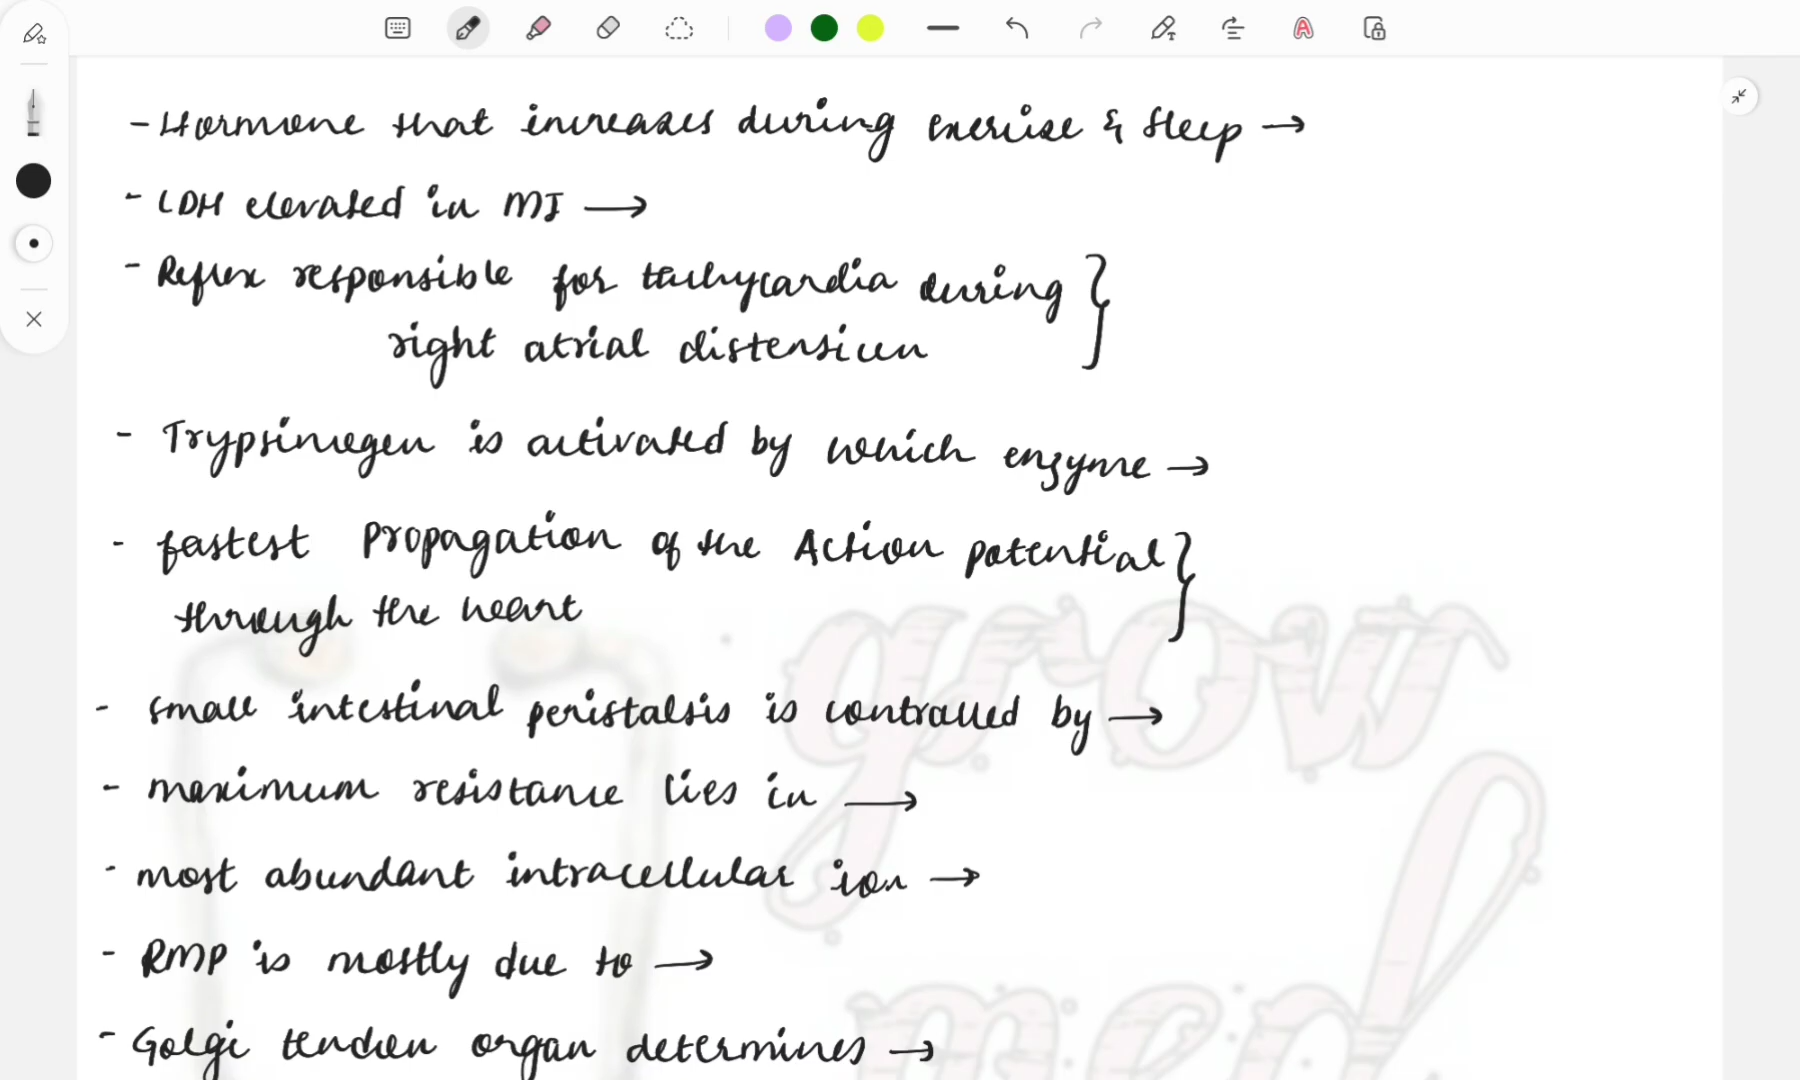 - Hormone that increases during exercise & sleep →
- LDH elevated in MI →
- Reflex responsible for tachycardia during }
right atrial distension
- Trypsinogen is activated by which enzyme →
- fastest Propagation of the Action potential }
through the heart
- small intestinal peristalsis is controlled by →
- maximum resistance lies in →
- most abundant intracellular ion →
- RMP is mostly due to →
- Golgi tendon organ determines →
grow
med